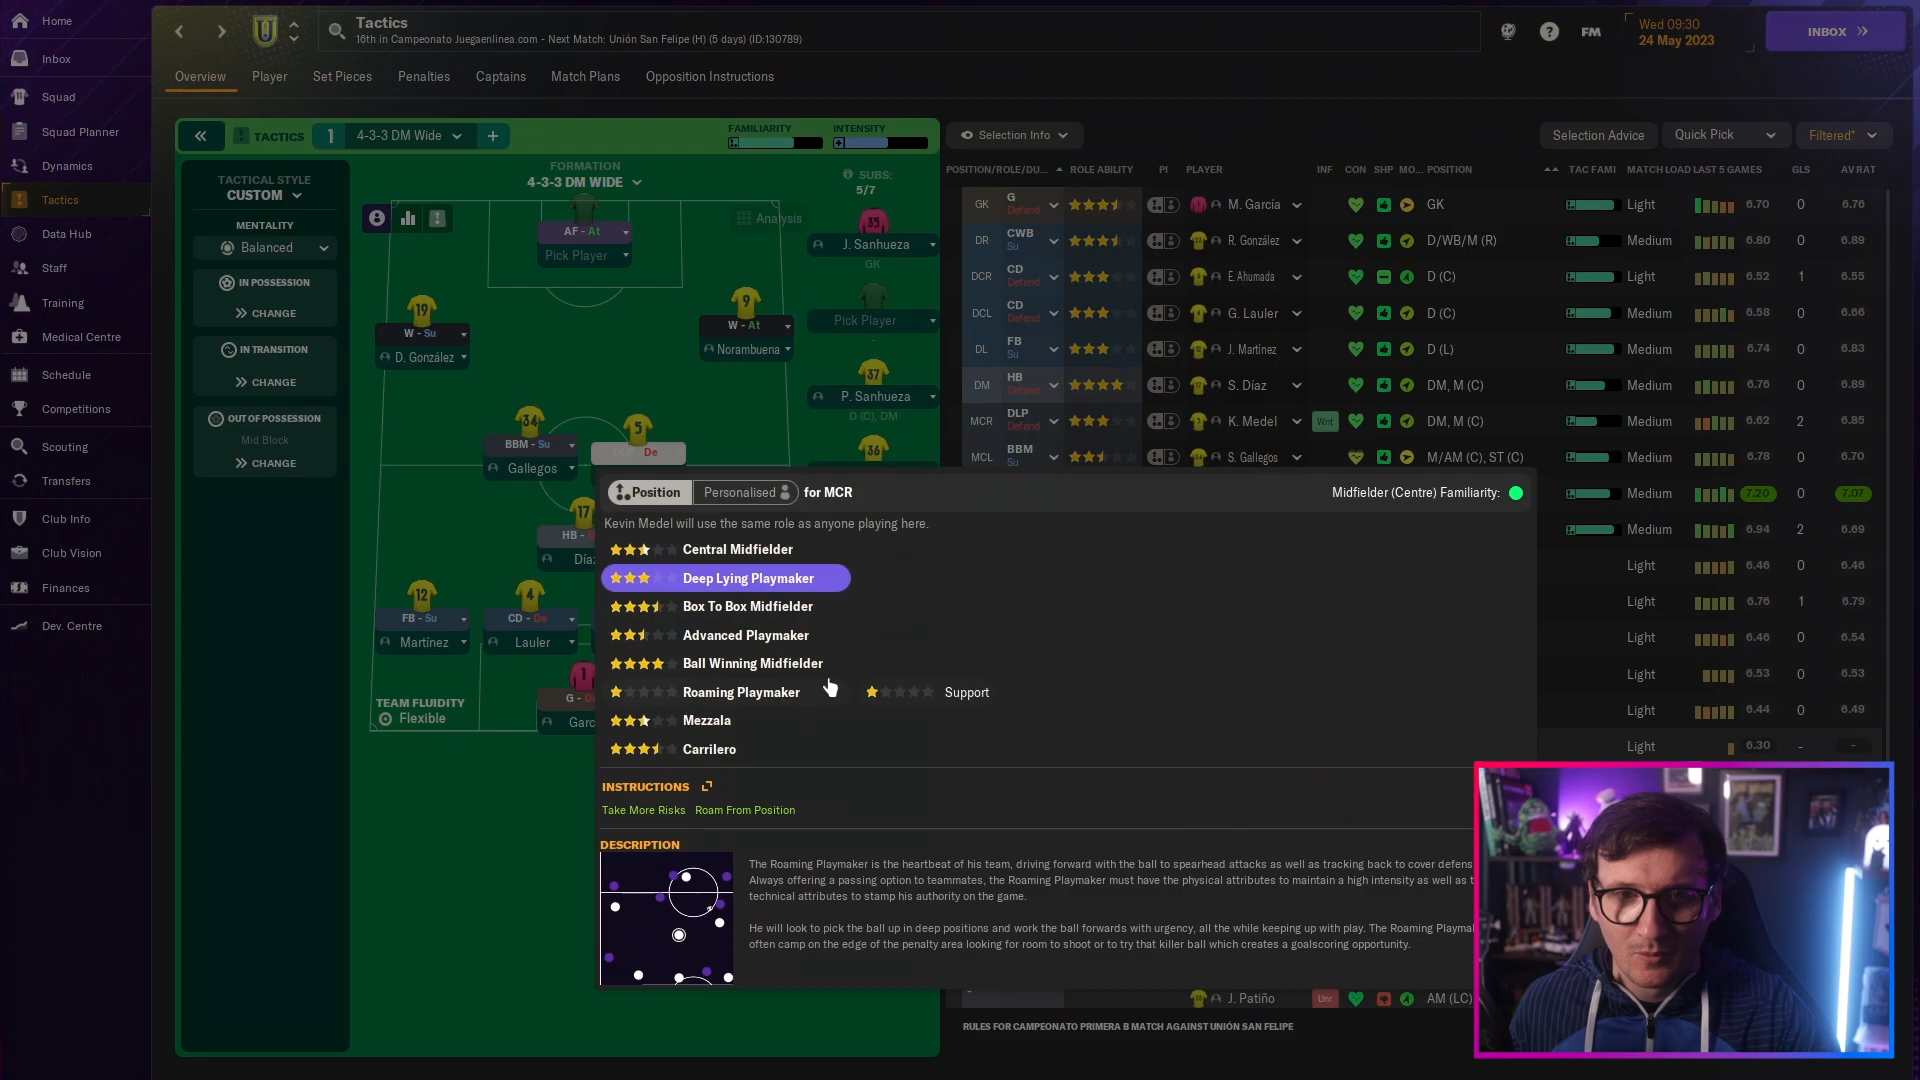 Home
Inbox
Squad
Squad Planner
Dynamics
Tactics
Data Hub
Staff
Training
Medical Centre
Schedule
Competitions
Scouting
Transfers
Club Info
Club Vision
Finances
Dev. Centre
Tactics
16th in Campeonato Juegaenlinea.com - Next Match: Unión San Felipe (H) (5 days) (ID:130789)
FM
Wed 09:30
24 May 2023
INBOX
Overview Player Set Pieces Penalties Captains Match Plans Opposition Instructions
TACTICS 1 4-3-3 DM Wide
FAMILIARITY INTENSITY
TACTICAL STYLE
CUSTOM
MENTALITY
Balanced
IN POSSESSION
CHANGE
IN TRANSITION
CHANGE
OUT OF POSSESSION
Mid Block
CHANGE
FORMATION
4-3-3 DM WIDE
Analysis
SUBS:
5/7
AF - At
Pick Player
19
W - Su
D. González
9
W - At
Norambuena
34
BBM - Su
Gallegos
5
De
17
HB -
Día
12
FB - Su
Martínez
4
CD - De
Lauler
1
G -
Garc
TEAM FLUIDITY
Flexible
35
J. Sanhueza
GK
Pick Player
-
37
P. Sanhueza
D (C), DM
36
Selection Info
Selection Advice Quick Pick Filtered*
POSITION/ROLE/DU... ROLE ABILITY PI PLAYER INF CON SHP MO... POSITION TAC FAMI MATCH LOAD LAST 5 GAMES GLS AV RAT
GK G Defend M. García GK Light 6.70 0 6.76
DR CWB Su R. González D/WB/M (R) Medium 6.80 0 6.89
DCR CD Defend E. Ahumada D (C) Light 6.52 1 6.55
DCL CD Defend G. Lauler D (C) Medium 6.58 0 6.66
DL FB Su J. Martínez D (L) Medium 6.74 0 6.83
DM HB Defend S. Díaz DM, M (C) Medium 6.76 0 6.89
MCR DLP Defend K. Medel Wnt DM, M (C) Medium 6.62 2 6.85
MCL BBM Su S. Gallegos M/AM (C), ST (C) Medium 6.78 0 6.70
Medium 7.20 0 7.07
Medium 6.94 2 6.69
Light 6.46 0 6.46
Light 6.76 1 6.79
Light 6.46 0 6.54
Light 6.53 0 6.53
Light 6.44 0 6.49
Light 6.30 - -
Position Personalised for MCR
Midfielder (Centre) Familiarity:
Kevin Medel will use the same role as anyone playing here.
Central Midfielder
Deep Lying Playmaker
Box To Box Midfielder
Advanced Playmaker
Ball Winning Midfielder
Roaming Playmaker Support
Mezzala
Carrilero
INSTRUCTIONS
Take More Risks Roam From Position
DESCRIPTION
The Roaming Playmaker is the heartbeat of his team, driving forward with the ball to spearhead attacks as well as tracking back to cover defens
Always offering a passing option to teammates, the Roaming Playmaker must have the physical attributes to maintain a high intensity as well as t
technical attributes to stamp his authority on the game.
He will look to pick the ball up in deep positions and work the ball forwards with urgency, all the while keeping up with play. The Roaming Playmal
often camp on the edge of the penalty area looking for room to shoot or to try that killer ball which creates a goalscoring opportunity.
J. Patiño Unr AM (LC)
RULES FOR CAMPEONATO PRIMERA B MATCH AGAINST UNIÓN SAN FELIPE